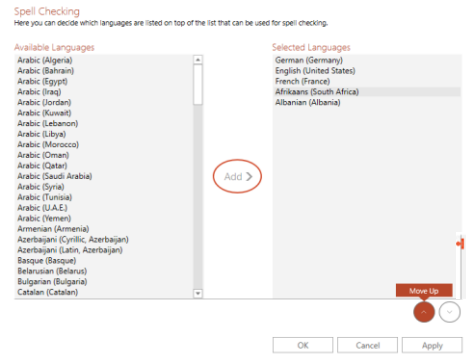 Spell Checking
Here you can decide which languages are listed on top of the list that can be used for spell checking.
Available Languages
Arabic (Algeria)
Arabic (Bahrain)
Arabic (Egypt)
Arabic (Iraq)
Arabic (Jordan)
Arabic (Kuwait)
Arabic (Lebanon)
Arabic (Libya)
Arabic (Morocco)
Arabic (Oman)
Arabic (Qatar)
Arabic (Saudi Arabia)
Arabic (Syria)
Arabic (Tunisia)
Arabic (U.A.E.)
Arabic (Yemen)
Armenian (Armenia)
Azerbaijani (Cyrillic, Azerbaijan)
Azerbaijani (Latin, Azerbaijan)
Basque (Basque)
Belarusian (Belarus)
Bulgarian (Bulgaria)
Catalan (Catalan)
Add
Selected Languages
German (Germany)
English (United States)
French (France)
Afrikaans (South Africa)
Albanian (Albania)
Move Up
OK
Cancel
Apply